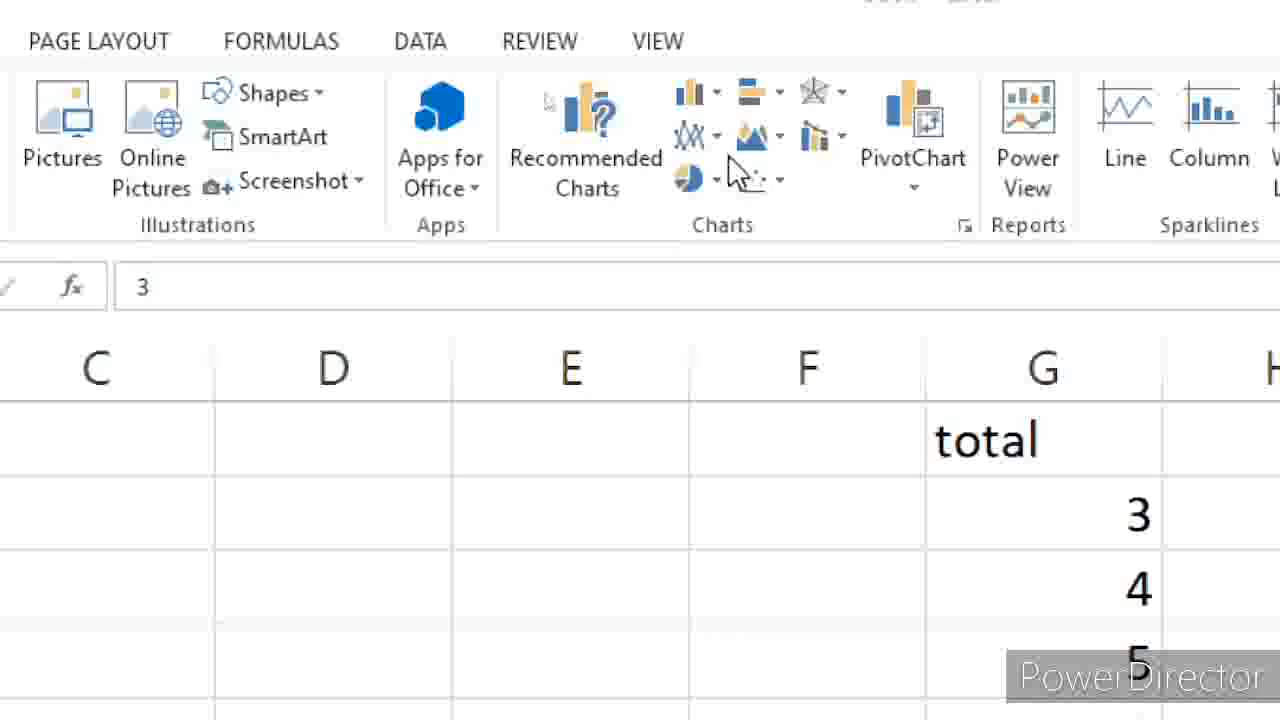 PAGE LAYOUT FORMULAS DATA REVIEW VIEW
Pictures
Online Pictures
Shapes
SmartArt
Screenshot
Illustrations
Apps for Office
Apps
Recommended Charts
Charts
PivotChart
Power View
Reports
Line
Column
Sparklines
fx 3
C D E F G H
total
3
4
5
PowerDirector